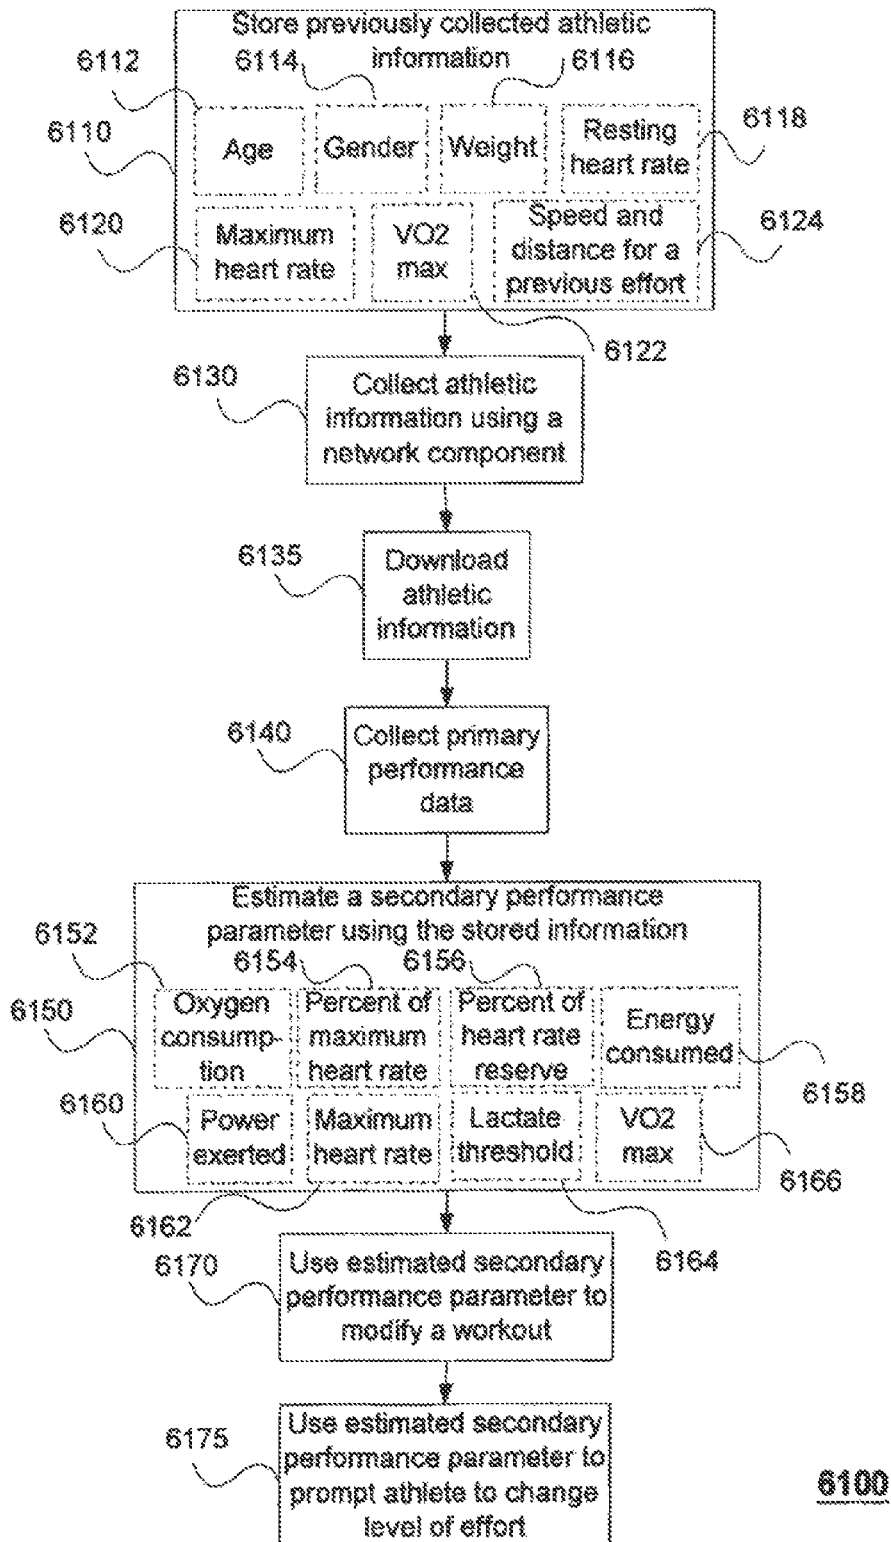 Store previously collected athletic
information
6112
6114
6116
6110
Age
Gender
Weight
Resting
heart rate
6118
6120
Maximum
heart rate
VO2
max
Speed and
distance for a
previous effort
6124
6122
6130
Collect athletic
information using a
network component
6135
Download
athletic
information
6140
Collect primary
performance
data
Estimate a secondary performance
parameter using the stored information
6152
6154
6156
6150
Oxygen
consump-
tion
Percent of
maximum
heart rate
Percent of
heart rate
reserve
Energy
consumed
6158
6160
Power
exerted
Maximum
heart rate
Lactate
threshold
VO2
max
6166
6162
6164
6170
Use estimated secondary
performance parameter to
modify a workout
6175
Use estimated secondary
performance parameter to
prompt athlete to change
level of effort
6100